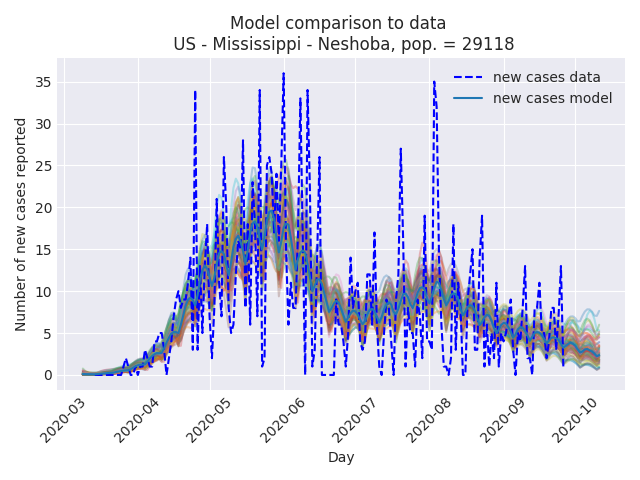 Model comparison to data
US - Mississippi - Neshoba, pop. = 29118
new cases data
new cases model
Number of new cases reported
35
30
25
20
15
10
5
0
2020-03
2020-04
2020-05
2020-06
2020-07
2020-08
2020-09
2020-10
Day